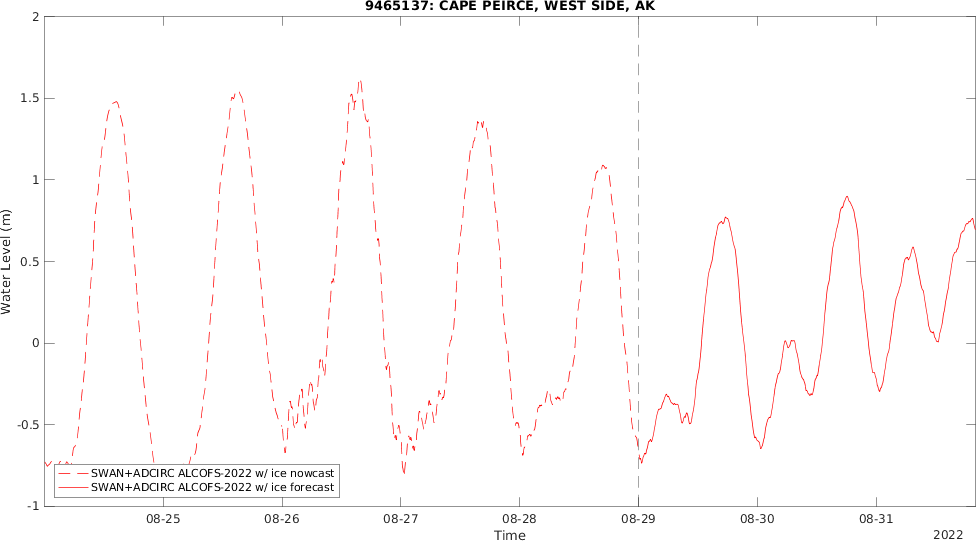 9465137: CAPE PEIRCE, WEST SIDE, AK
2
1.5
1
0.5
0
-0.5
-1
Water Level (m)
SWAN+ADCIRC ALCOFS-2022 w/ ice nowcast
SWAN+ADCIRC ALCOFS-2022 w/ ice forecast
08-25 08-26 08-27 08-28 08-29 08-30 08-31
Time
2022